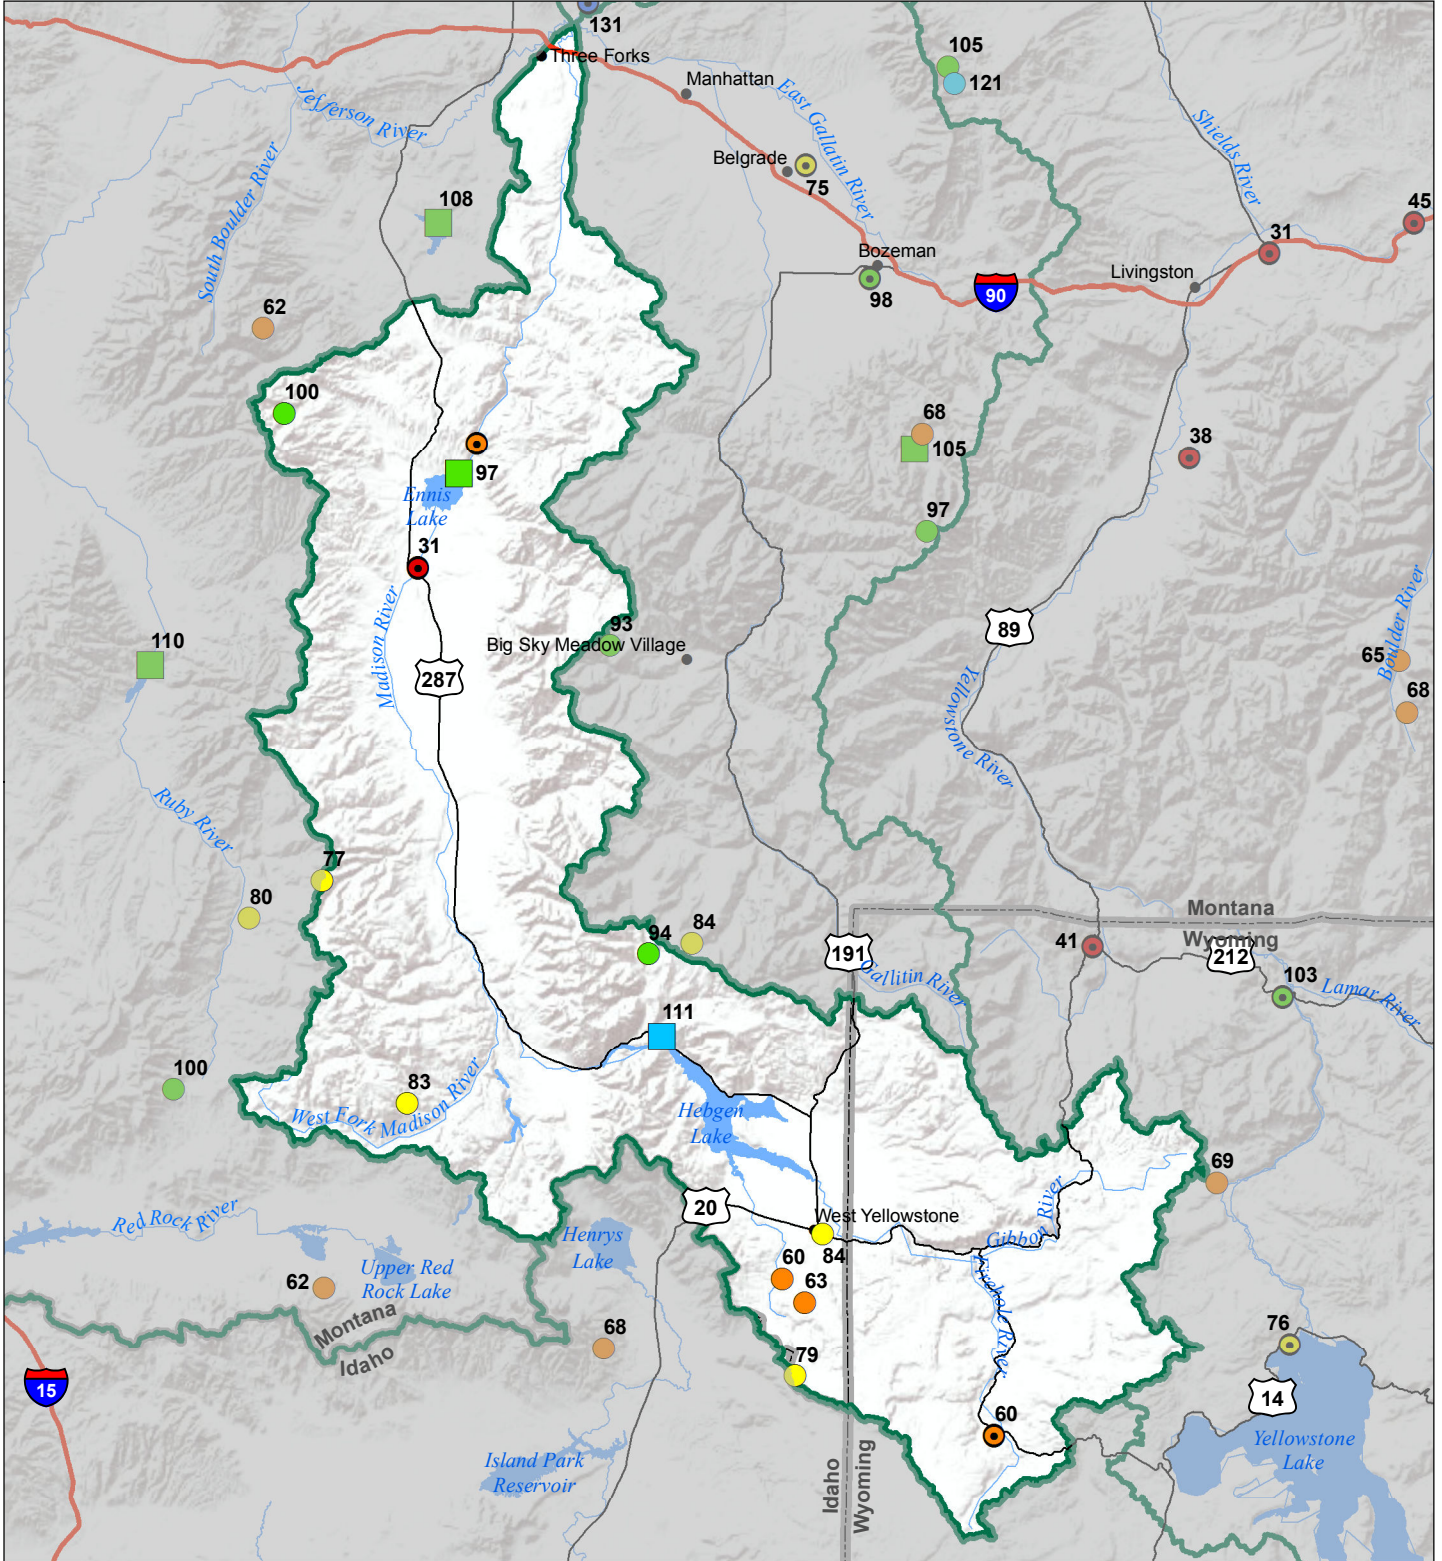 131
Three Forks
105
121
Manhattan
Jefferson River
East Gallatin River
Shields River
Belgrade
75
South Boulder River
108
45
31
Bozeman
Livingston
98
90
62
100
68
105
38
97
Ennis
Lake
97
31
Madison River
93
Big Sky Meadow Village
89
Boulder River
65
68
110
287
Yellowstone River
Ruby River
77
80
94
84
191
Gallitin River
41
Montana
Wyoming
212
103
Lamar River
111
100
83
West Fork Madison River
Hebgen
Lake
69
20
West Yellowstone
84
Gibbon River
Red Rock River
Henrys
Lake
Upper Red
Rock Lake
62
Montana
Idaho
60
63
Firehole River
68
79
76
14
15
60
Island Park
Reservoir
Idaho
Wyoming
Yellowstone
Lake